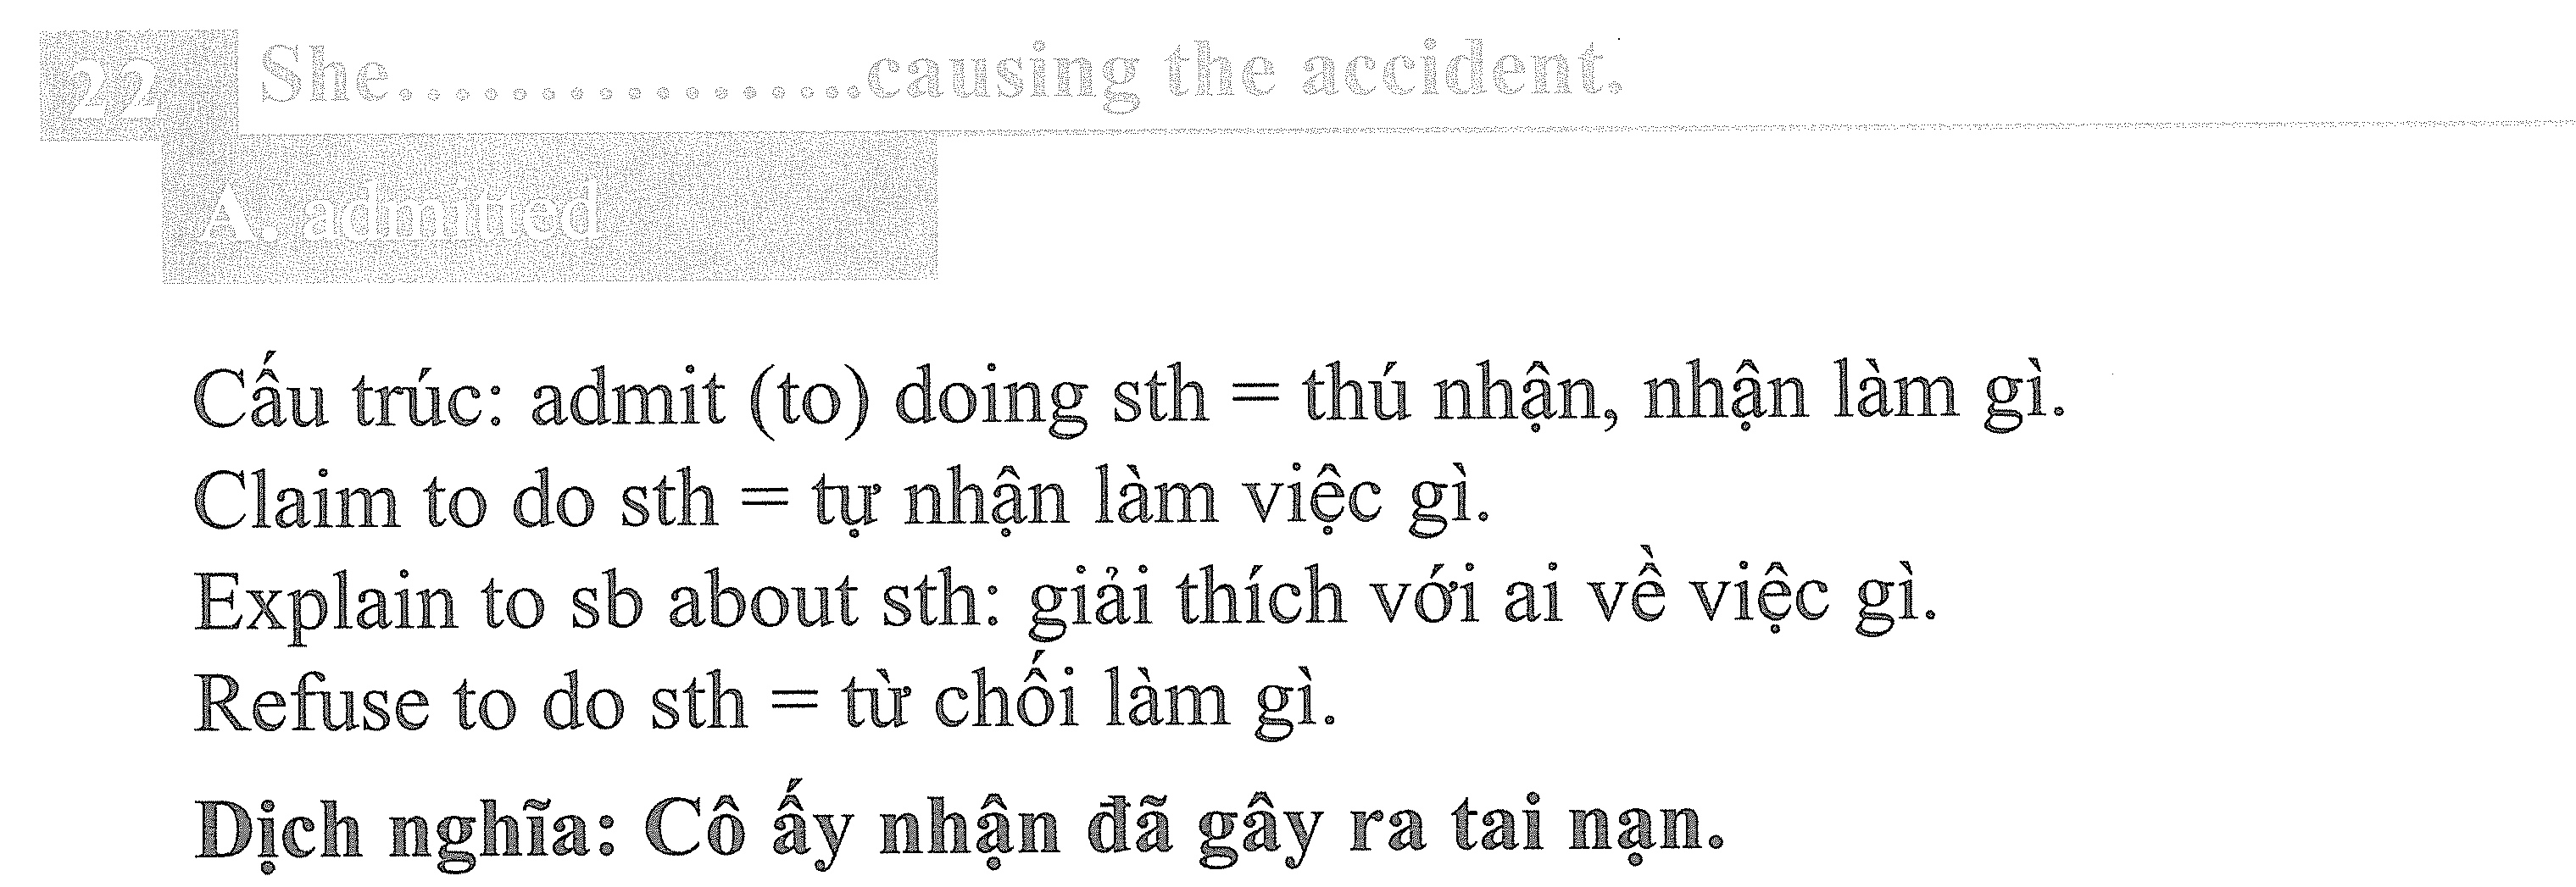 22 She..................causing the accident.
A. admitted
Cấu trúc: admit (to) doing sth = thú nhận, nhận làm gì.
Claim to do sth = tự nhận làm việc gì.
Explain to sb about sth: giải thích với ai về việc gì.
Refuse to do sth = từ chối làm gì.
Dịch nghĩa: Cô ấy nhận đã gây ra tai nạn.